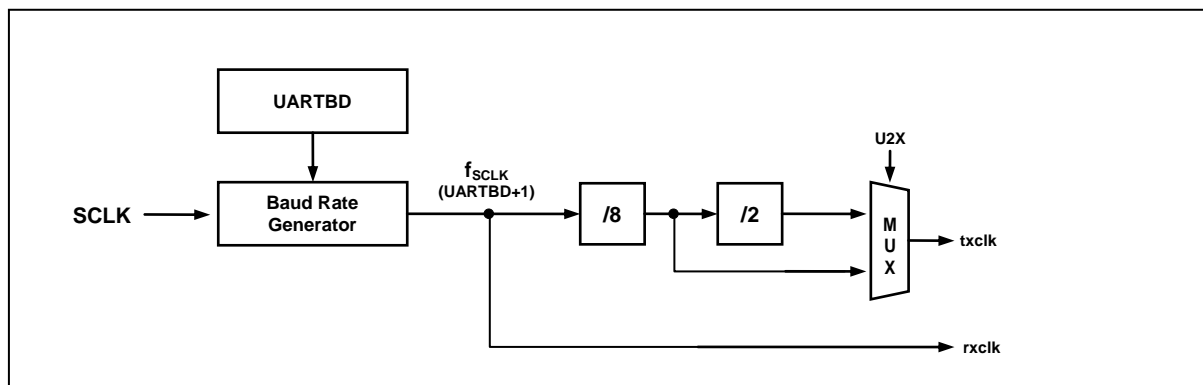 UARTBD
SCLK
Baud Rate
Generator
fSCLK
(UARTBD+1)
/8
/2
U2X
M
U
X
txclk
rxclk